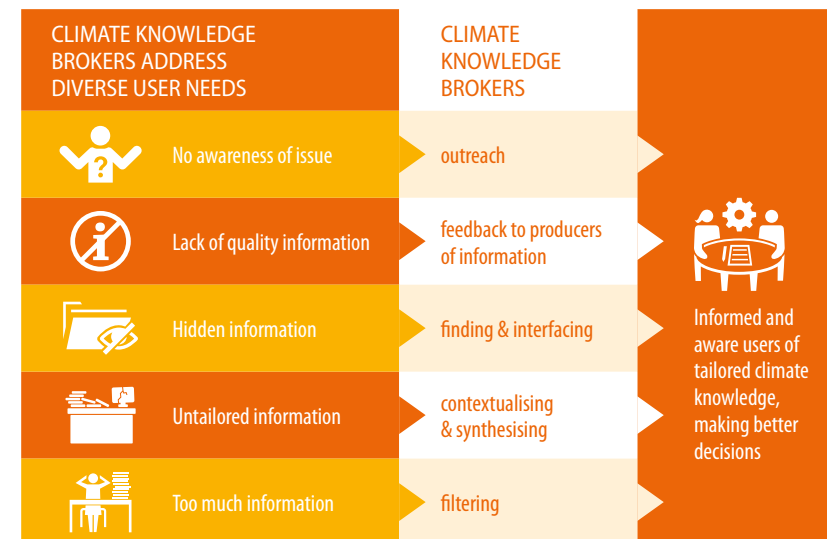 CLIMATE KNOWLEDGE
BROKERS ADDRESS
DIVERSE USER NEEDS
CLIMATE
KNOWLEDGE
BROKERS
?
No awareness of issue
outreach
i
Lack of quality information
feedback to producers
of information
Hidden information
finding & interfacing
Untailored information
contextualising
& synthesising
Too much information
filtering
Informed and
aware users of
tailored climate
knowledge,
making better
decisions